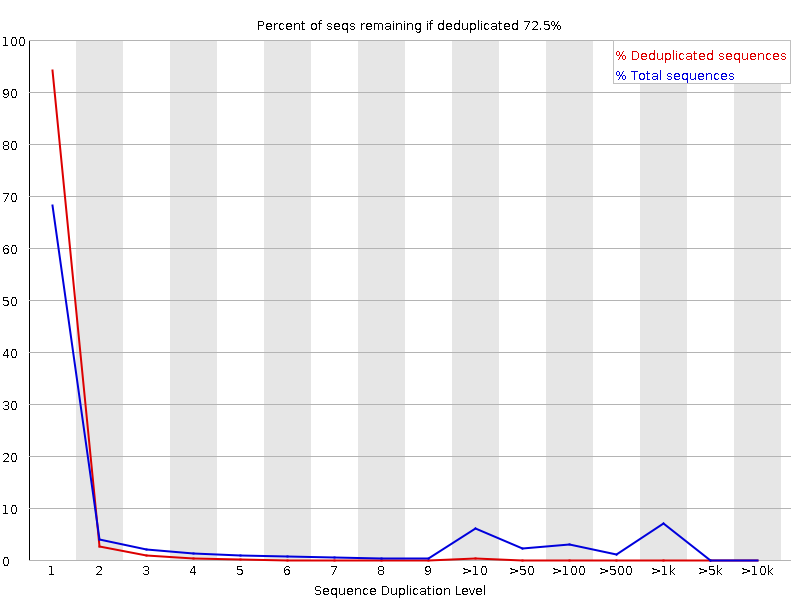 Percent of seqs remaining if deduplicated 72.5%
% Deduplicated sequences
% Total sequences
100
90
80
70
60
50
40
30
20
10
0
1 2 3 4 5 6 7 8 9 >10 >50 >100 >500 >1k >5k >10k
Sequence Duplication Level